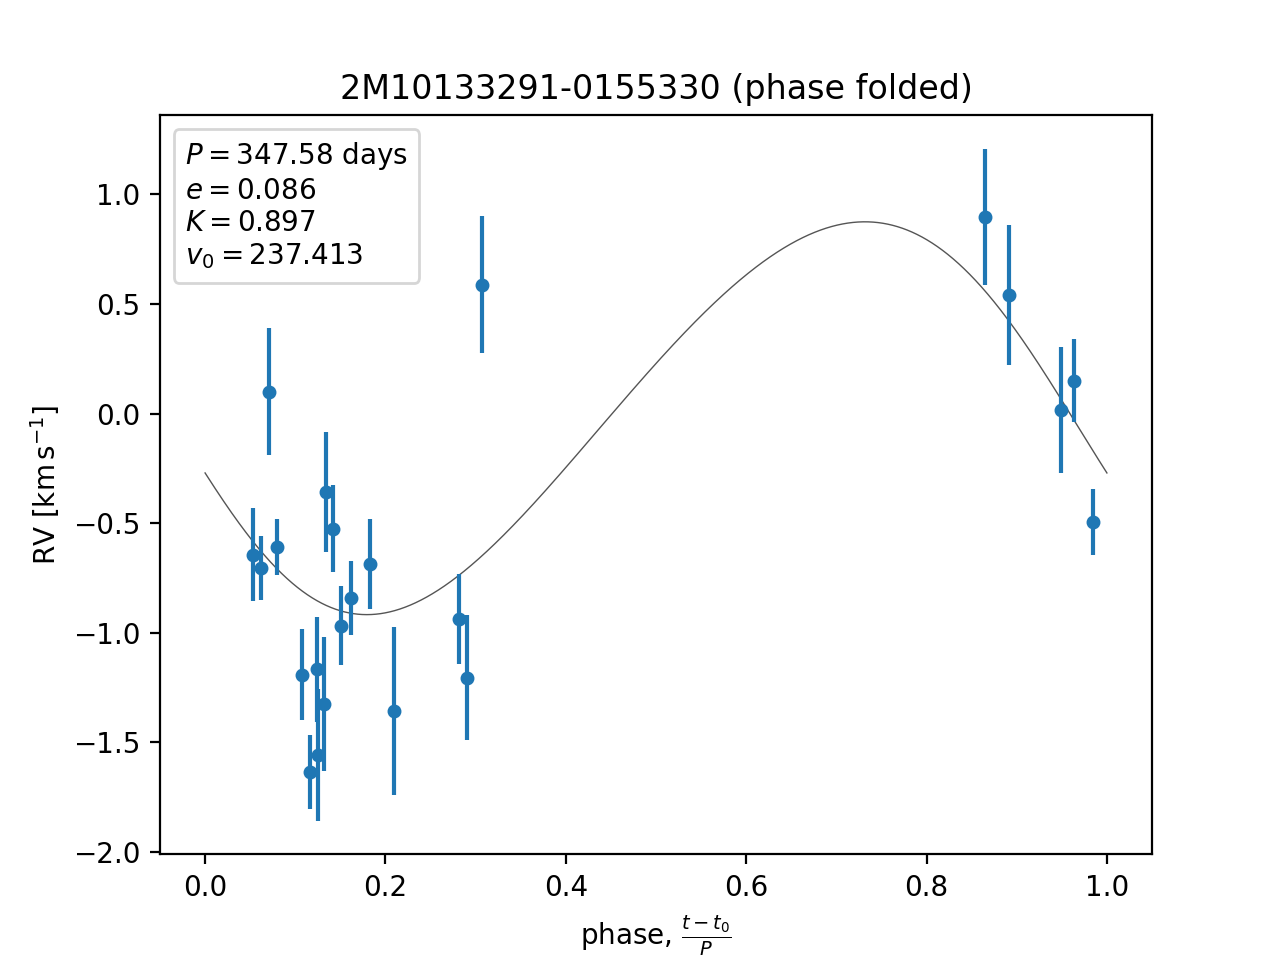 2M10133291-0155330 (phase folded)
P = 347.58 days
e = 0.086
K = 0.897
v₀ = 237.413
1.0
0.5
0.0
−0.5
−1.0
−1.5
−2.0
RV [km s⁻¹]
0.0 0.2 0.4 0.6 0.8 1.0
phase, (t − t₀)/P